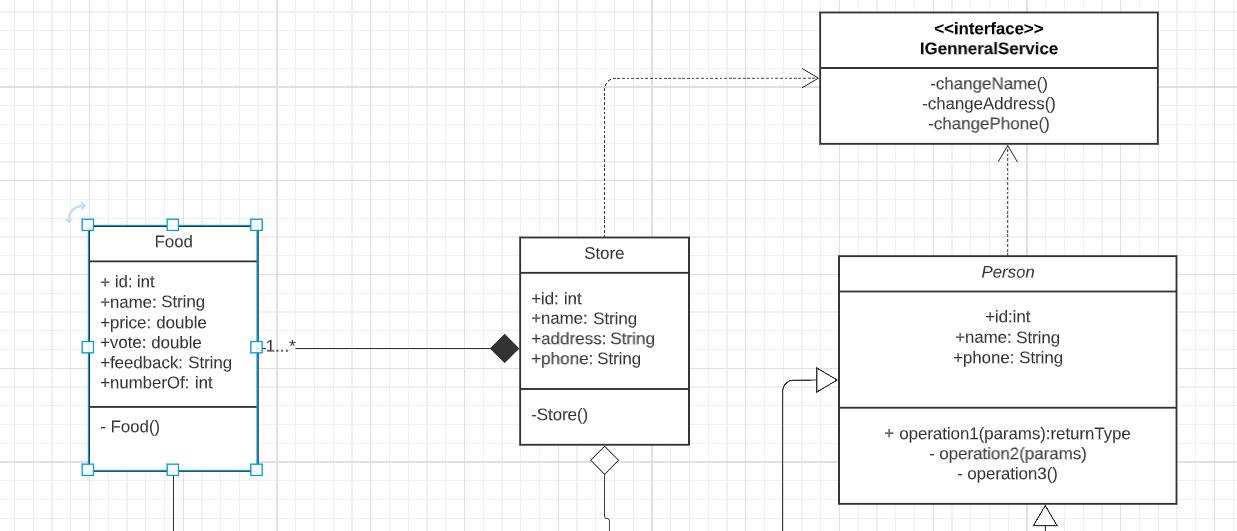 <<interface>>
IGenneralService
-changeName()
-changeAddress()
-changePhone()
Food
+ id: int
+name: String
+price: double
+vote: double
+feedback: String
+numberOf: int
- Food()
1...*
Store
+id: int
+name: String
+address: String
+phone: String
-Store()
Person
+id:int
+name: String
+phone: String
+ operation1(params):returnType
- operation2(params)
- operation3()